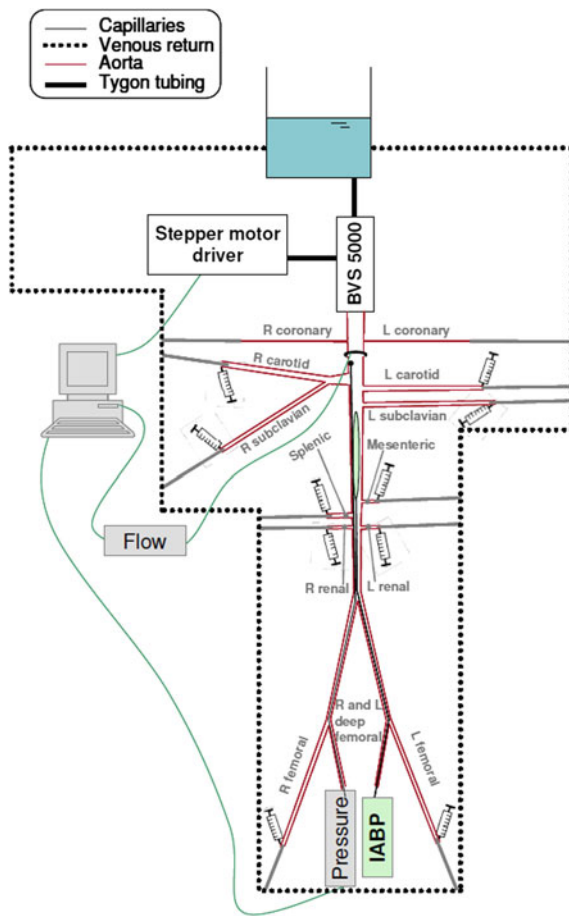 Capillaries
Venous return
Aorta
Tygon tubing
Stepper motor
driver
BVS 5000
R coronary
L coronary
R carotid
L carotid
R subclavian
L subclavian
Splenic
Mesenteric
Flow
R renal
L renal
R and L
deep
femoral
R femoral
L femoral
Pressure
IABP